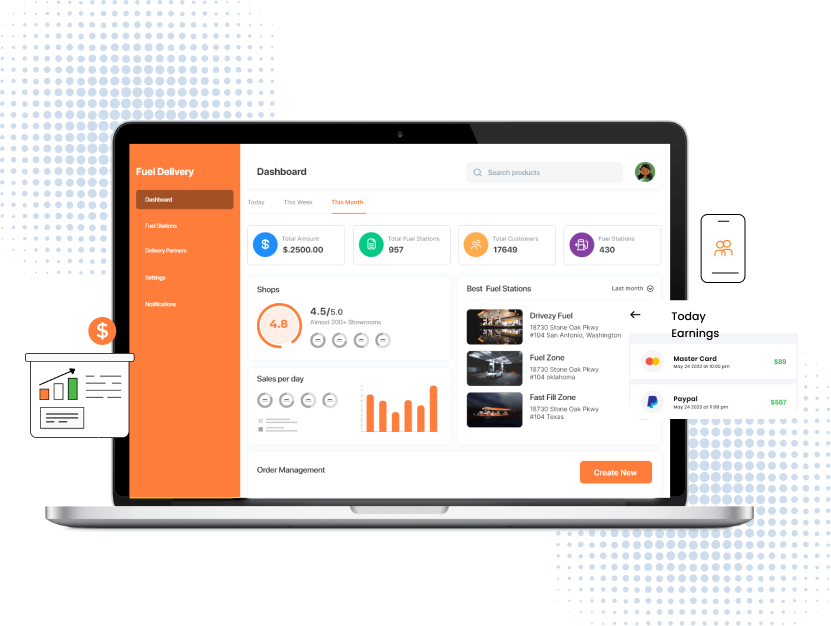 Fuel Delivery
Dashboard
Fuel Stations
Delivery Partners
Settings
Notifications
Dashboard
Search products
Today
This Week
This Month
Total Amount
$.2500.00
Total Fuel Stations
957
Total Customers
17649
Fuel Stations
430
Shops
4.8
4.5/5.0
Almost 200+ Showrooms
Sales per day
Best Fuel Stations
Last month
Drivezy Fuel
18730 Stone Oak Pkwy
#104 San Antonio, Washington
Fuel Zone
18730 Stone Oak Pkwy
#104 oklahoma
Fast Fill Zone
18730 Stone Oak Pkwy
#104 Texas
Order Management
Create New
Today
Earnings
Master Card
May 24 2023 at 10:00 pm
$89
Paypal
May 24 2023 at 11:28 pm
$567
$